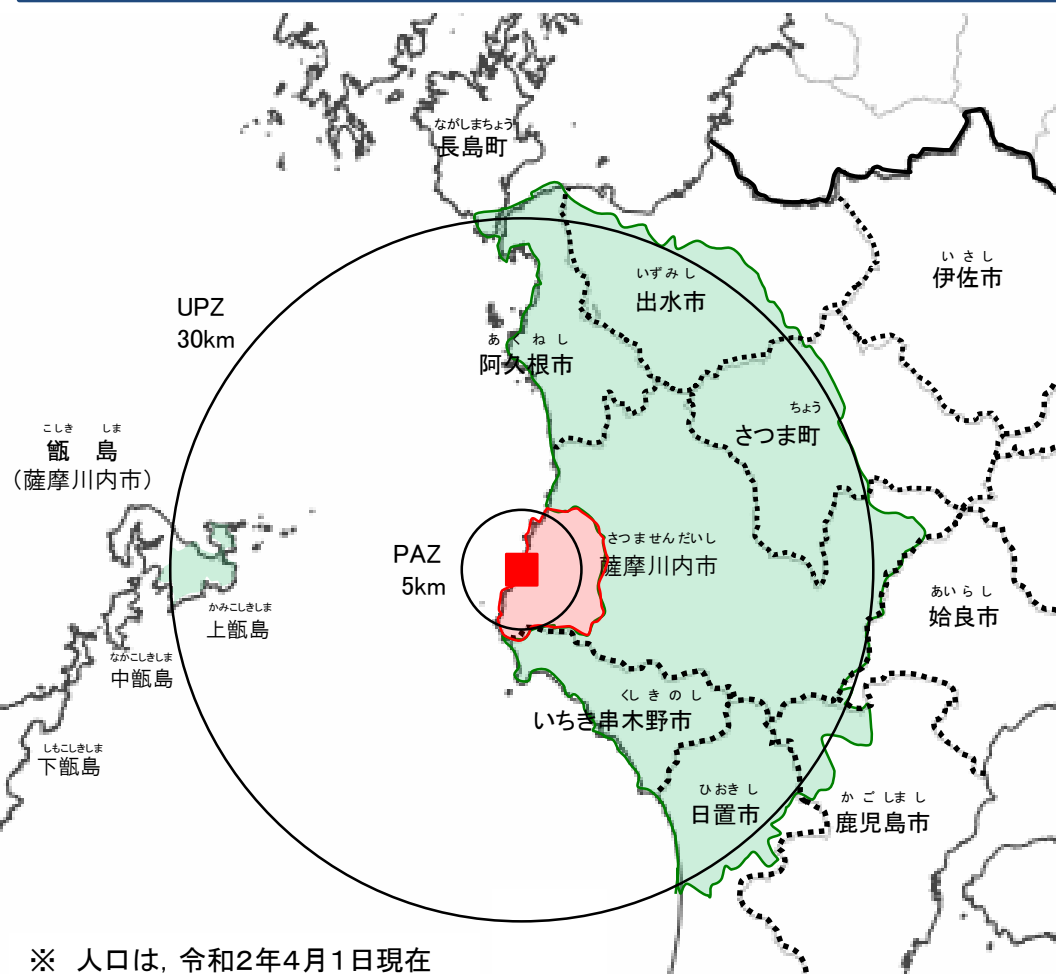 ながしまちょう
長島町
いさし
伊佐市
いずみし
出水市
UPZ
30km
あくねし
阿久根市
ちょう
さつま町
こしき しま
甑 島
（薩摩川内市）
PAZ
5km
さつませんだいし
薩摩川内市
あいらし
姶良市
かみこしきしま
上甑島
なかこしきしま
中甑島
くしきのし
いちき串木野市
しもこしきしま
下甑島
ひおきし
日置市
かごしまし
鹿児島市
※ 人口は，令和2年4月1日現在